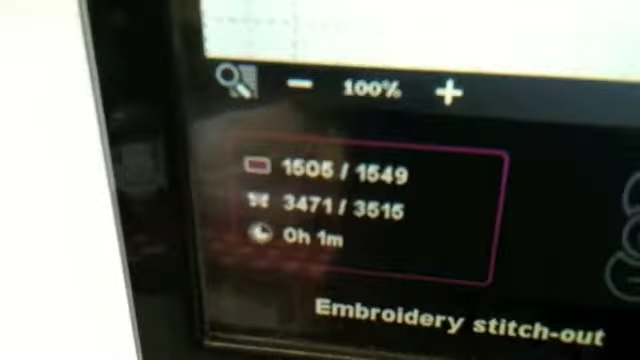 100%
1505 / 1549
3471 / 3515
0h 1m
Embroidery stitch-out